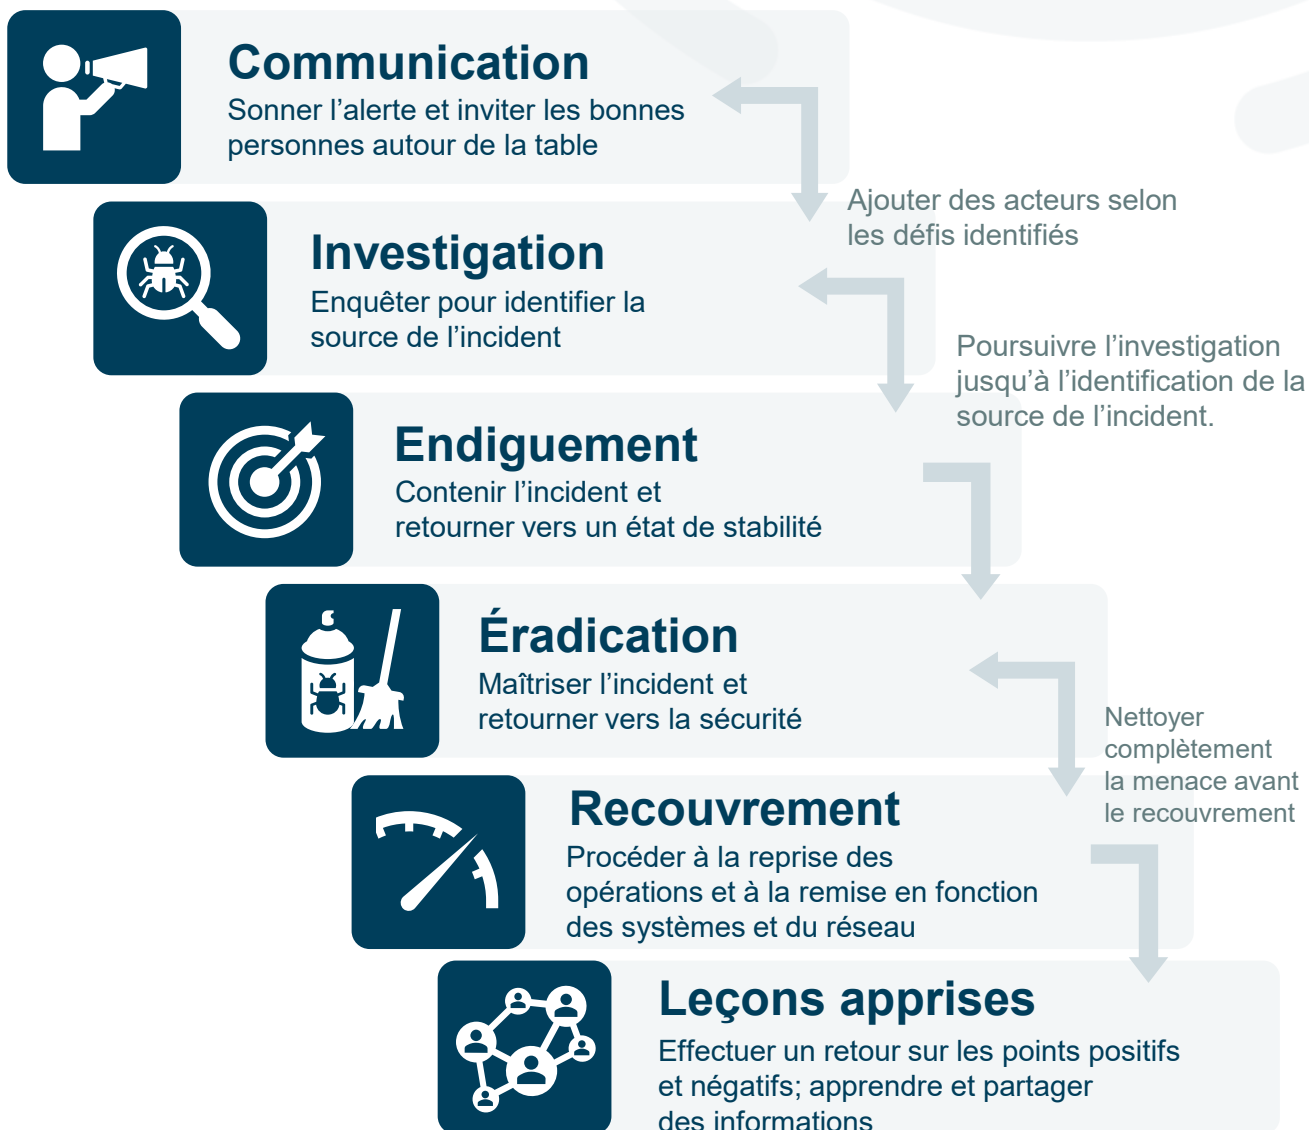 Communication
Sonner l’alerte et inviter les bonnes
personnes autour de la table
Ajouter des acteurs selon
les défis identifiés
Investigation
Enquêter pour identifier la
source de l’incident
Poursuivre l’investigation
jusqu’à l’identification de la
source de l’incident.
Endiguement
Contenir l’incident et
retourner vers un état de stabilité
Éradication
Maîtriser l’incident et
retourner vers la sécurité
Nettoyer
complètement
la menace avant
le recouvrement
Recouvrement
Procéder à la reprise des
opérations et à la remise en fonction
des systèmes et du réseau
Leçons apprises
Effectuer un retour sur les points positifs
et négatifs; apprendre et partager
des informations